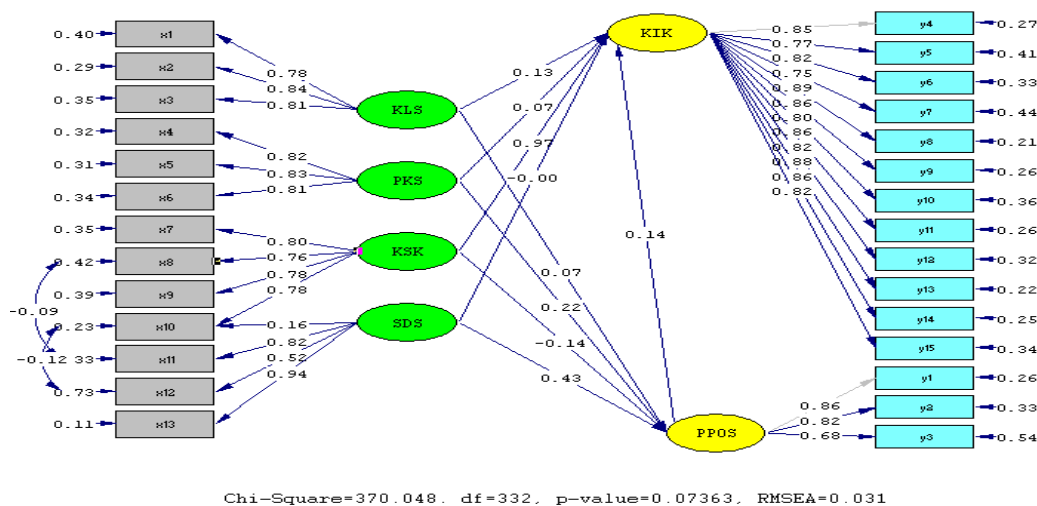 0.40 x1
0.29 x2
0.35 x3
0.32 x4
0.31 x5
0.34 x6
0.35 x7
0.42 x8
0.39 x9
-0.09
0.23 x10
-0.12 33 x11
0.73 x12
0.11 x13
0.78
0.84
0.81
0.82
0.83
0.81
0.80
0.76
0.78
0.78
0.16
0.82
0.52
0.94
KLS
PKS
KSK
SDS
0.13
0.07
0.97
-0.00
0.14
0.07
0.22
-0.14
0.43
KIK
PPOS
0.85
0.77
0.82
0.75
0.89
0.86
0.80
0.86
0.82
0.88
0.86
0.82
0.86
0.82
0.68
y4 0.27
y5 0.41
y6 0.33
y7 0.44
y8 0.21
y9 0.26
y10 0.36
y11 0.26
y12 0.32
y13 0.22
y14 0.25
y15 0.34
y1 0.26
y2 0.33
y3 0.54
Chi-Square=370.048. df=332, p-value=0.07363, RMSEA=0.031